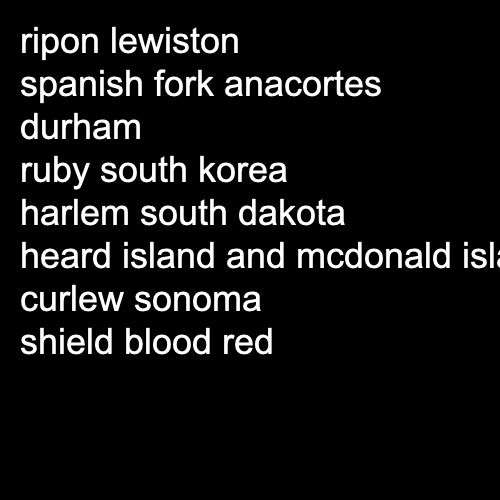 ripon lewiston
spanish fork anacortes
durham
ruby south korea
harlem south dakota
heard island and mcdonald
curlew sonoma
shield blood red